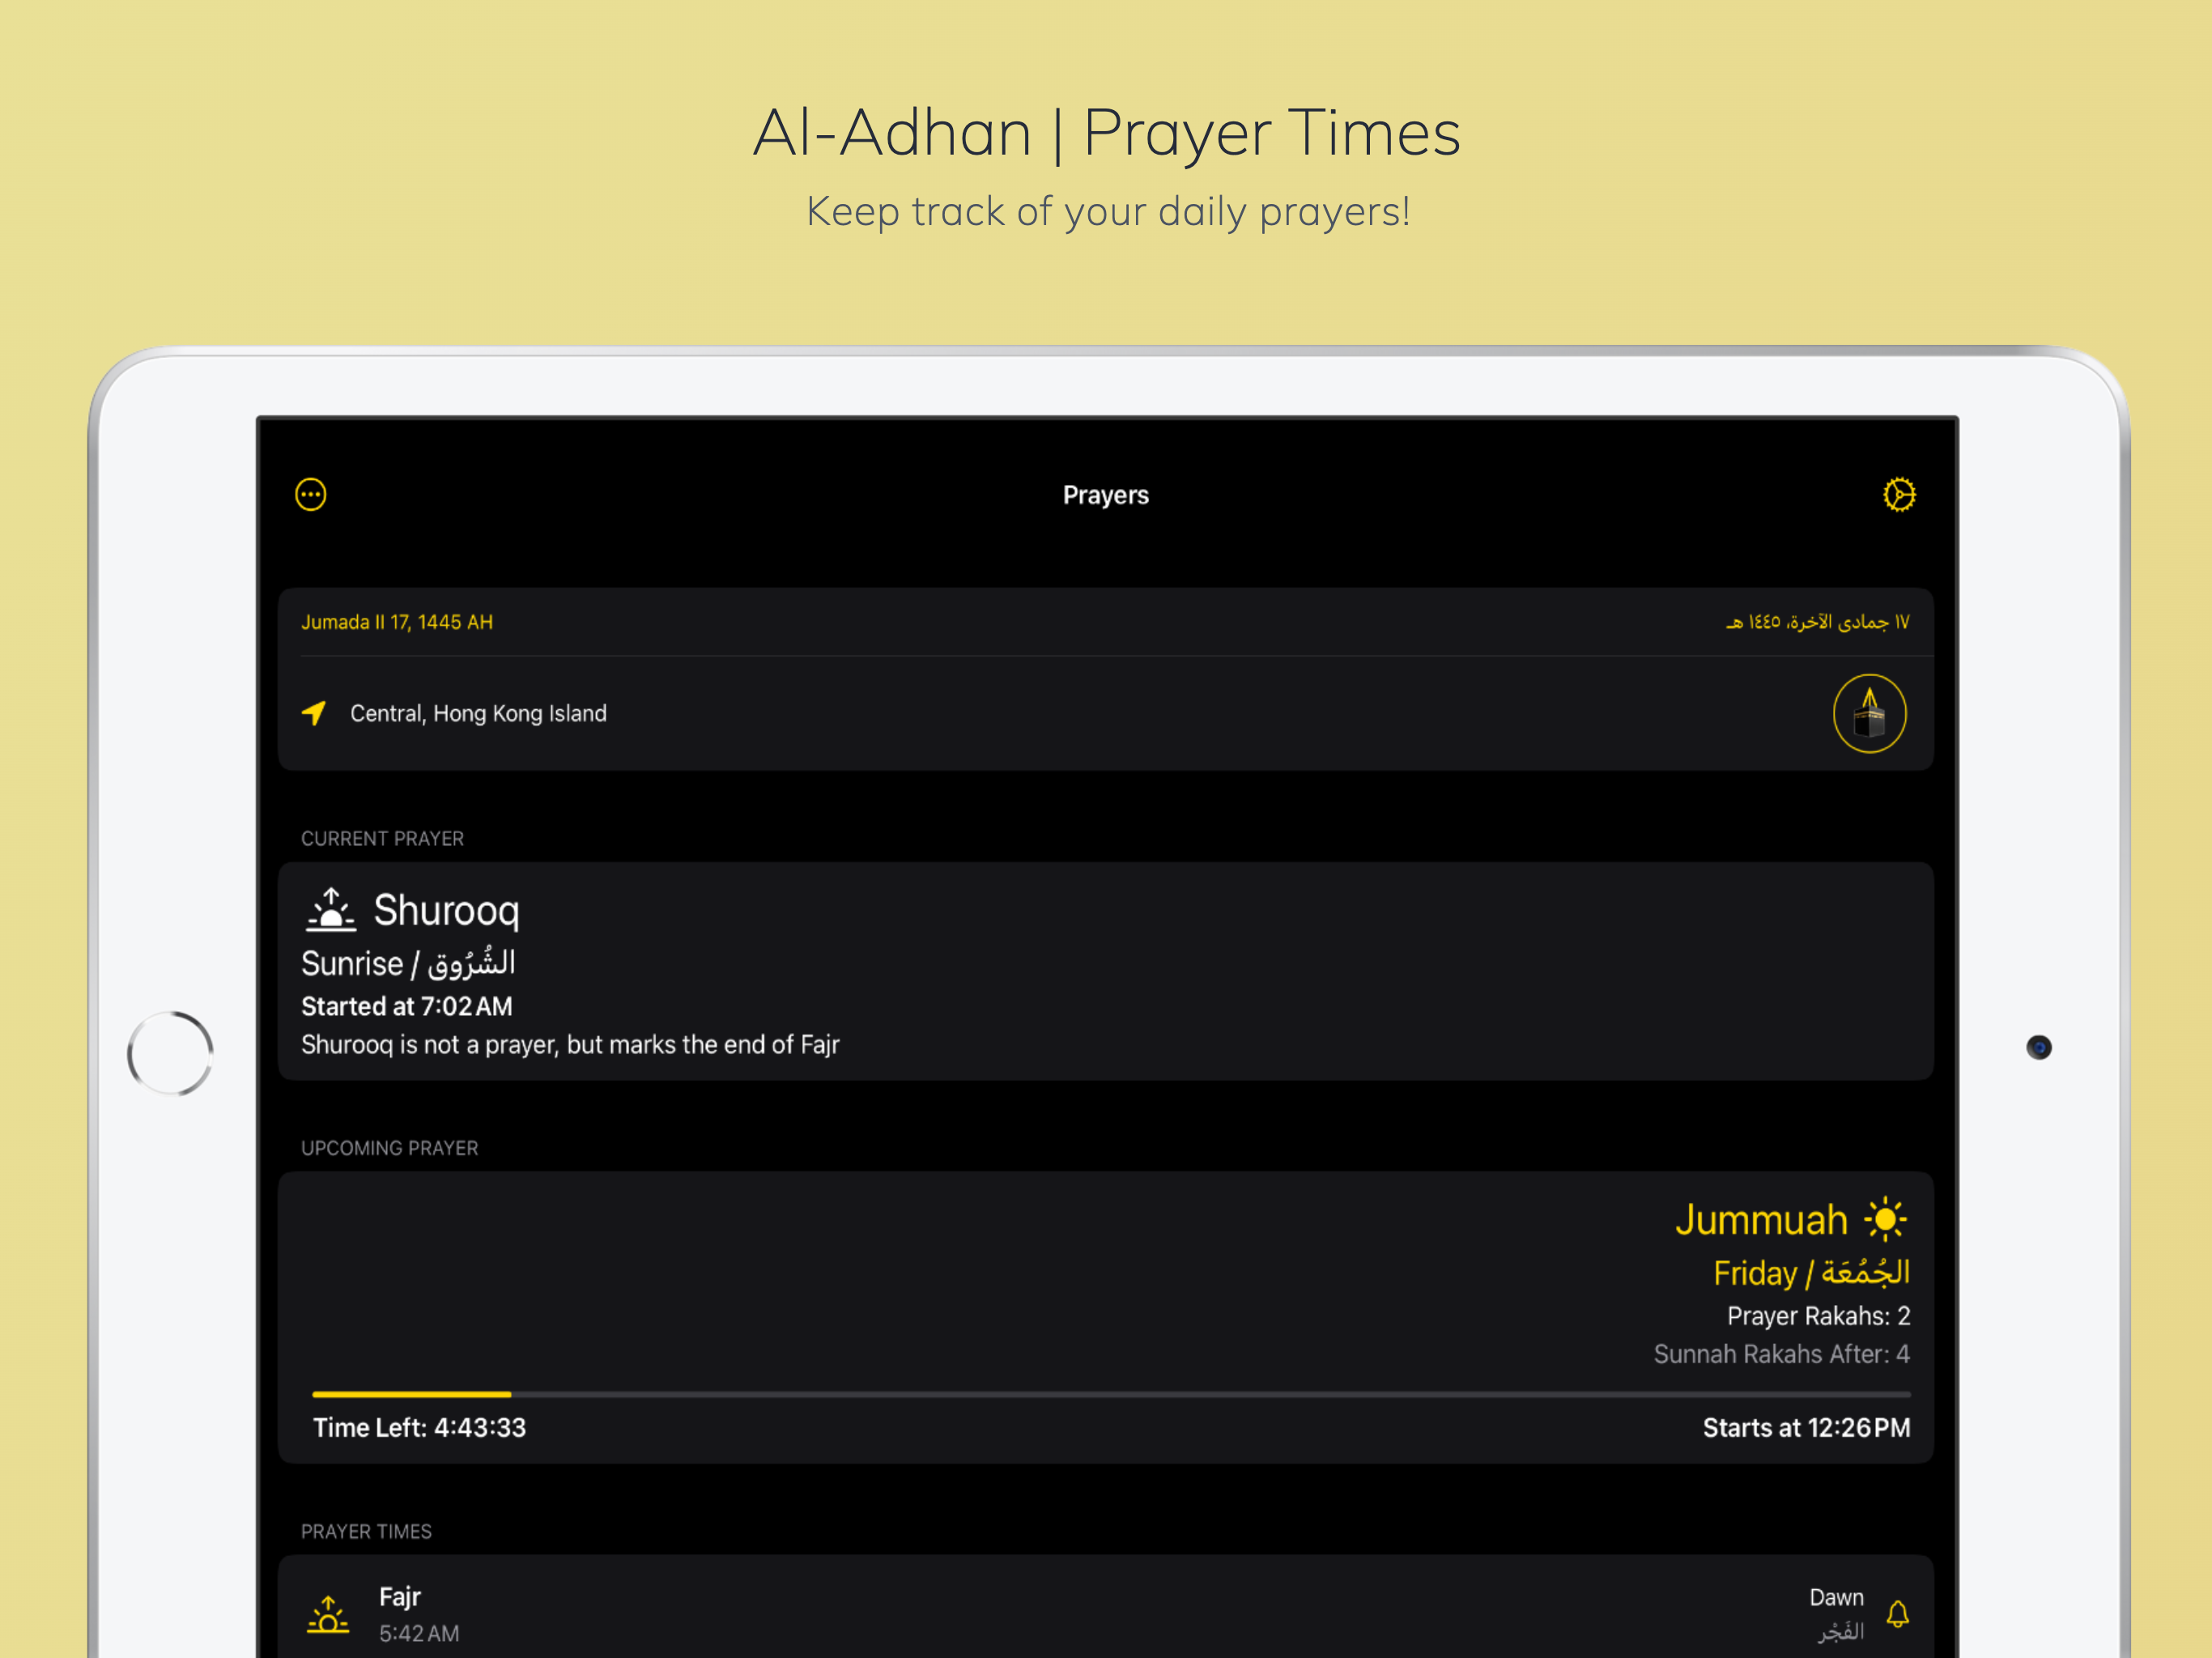 Al-Adhan | Prayer Times
Keep track of your daily prayers!
Prayers
Jumada II 17, 1445 AH
١٧ جمادى الآخرة، ١٤٤٥ هـ
Central, Hong Kong Island
CURRENT PRAYER
Shurooq
Sunrise / الشُرُوق
Started at 7:02 AM
Shurooq is not a prayer, but marks the end of Fajr
UPCOMING PRAYER
Jummuah
Friday / الجُمُعَة
Prayer Rakahs: 2
Sunnah Rakahs After: 4
Time Left: 4:43:33
Starts at 12:26 PM
PRAYER TIMES
Fajr
Dawn
5:42 AM
الفَجْر